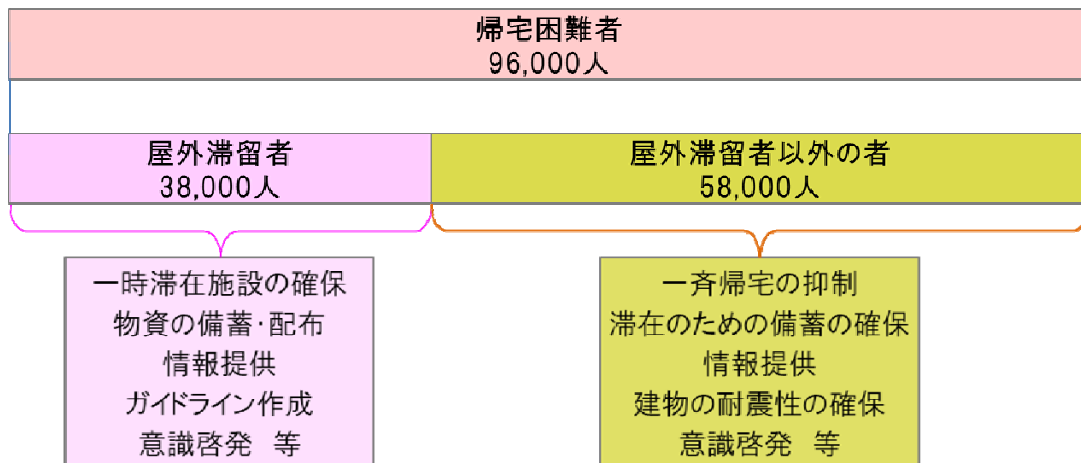 帰宅困難者
96,000人
屋外滞留者
38,000人
屋外滞留者以外の者
58,000人
一時滞在施設の確保
物資の備蓄・配布
情報提供
ガイドライン作成
意識啓発　等
一斉帰宅の抑制
滞在のための備蓄の確保
情報提供
建物の耐震性の確保
意識啓発　等